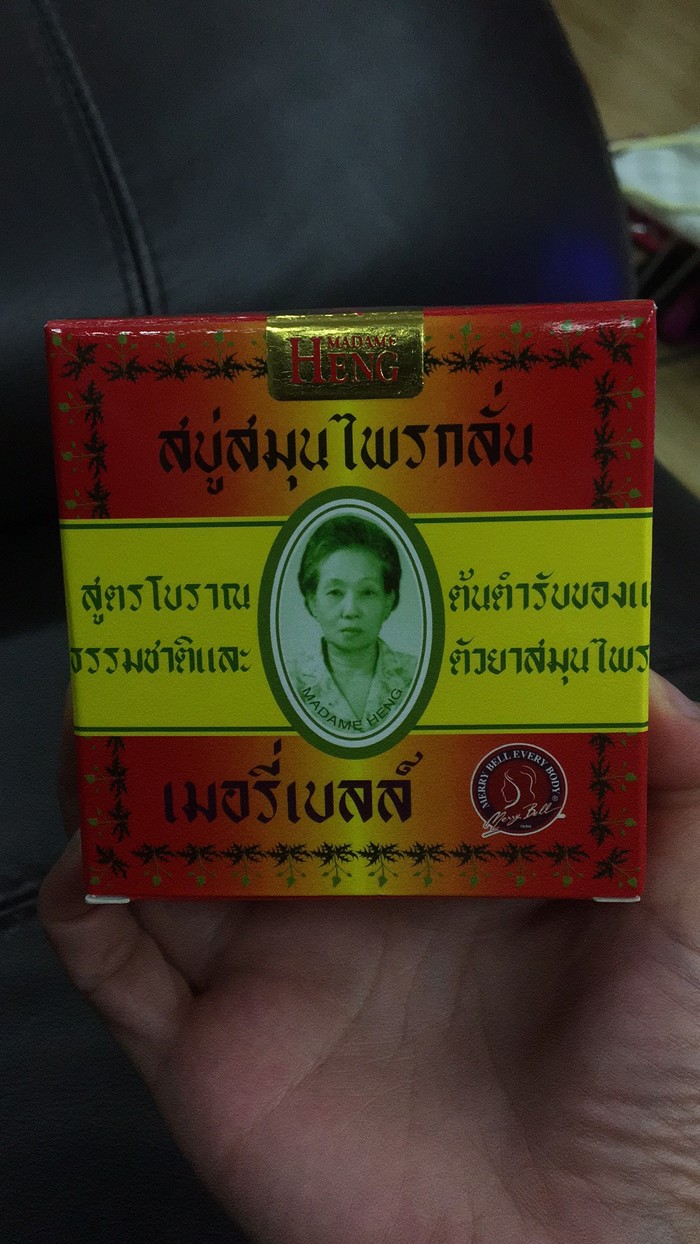 MADAME
HENG
สบู่สมุนไพรกลั่น
สูตรโบราณ ต้นตำรับของแ
ธรรมชาติและ ตัวยาสมุนไพร
MADAME HENG
เมอรี่เบลล์
MERRY BELL EVERY BODY
Merry Bell